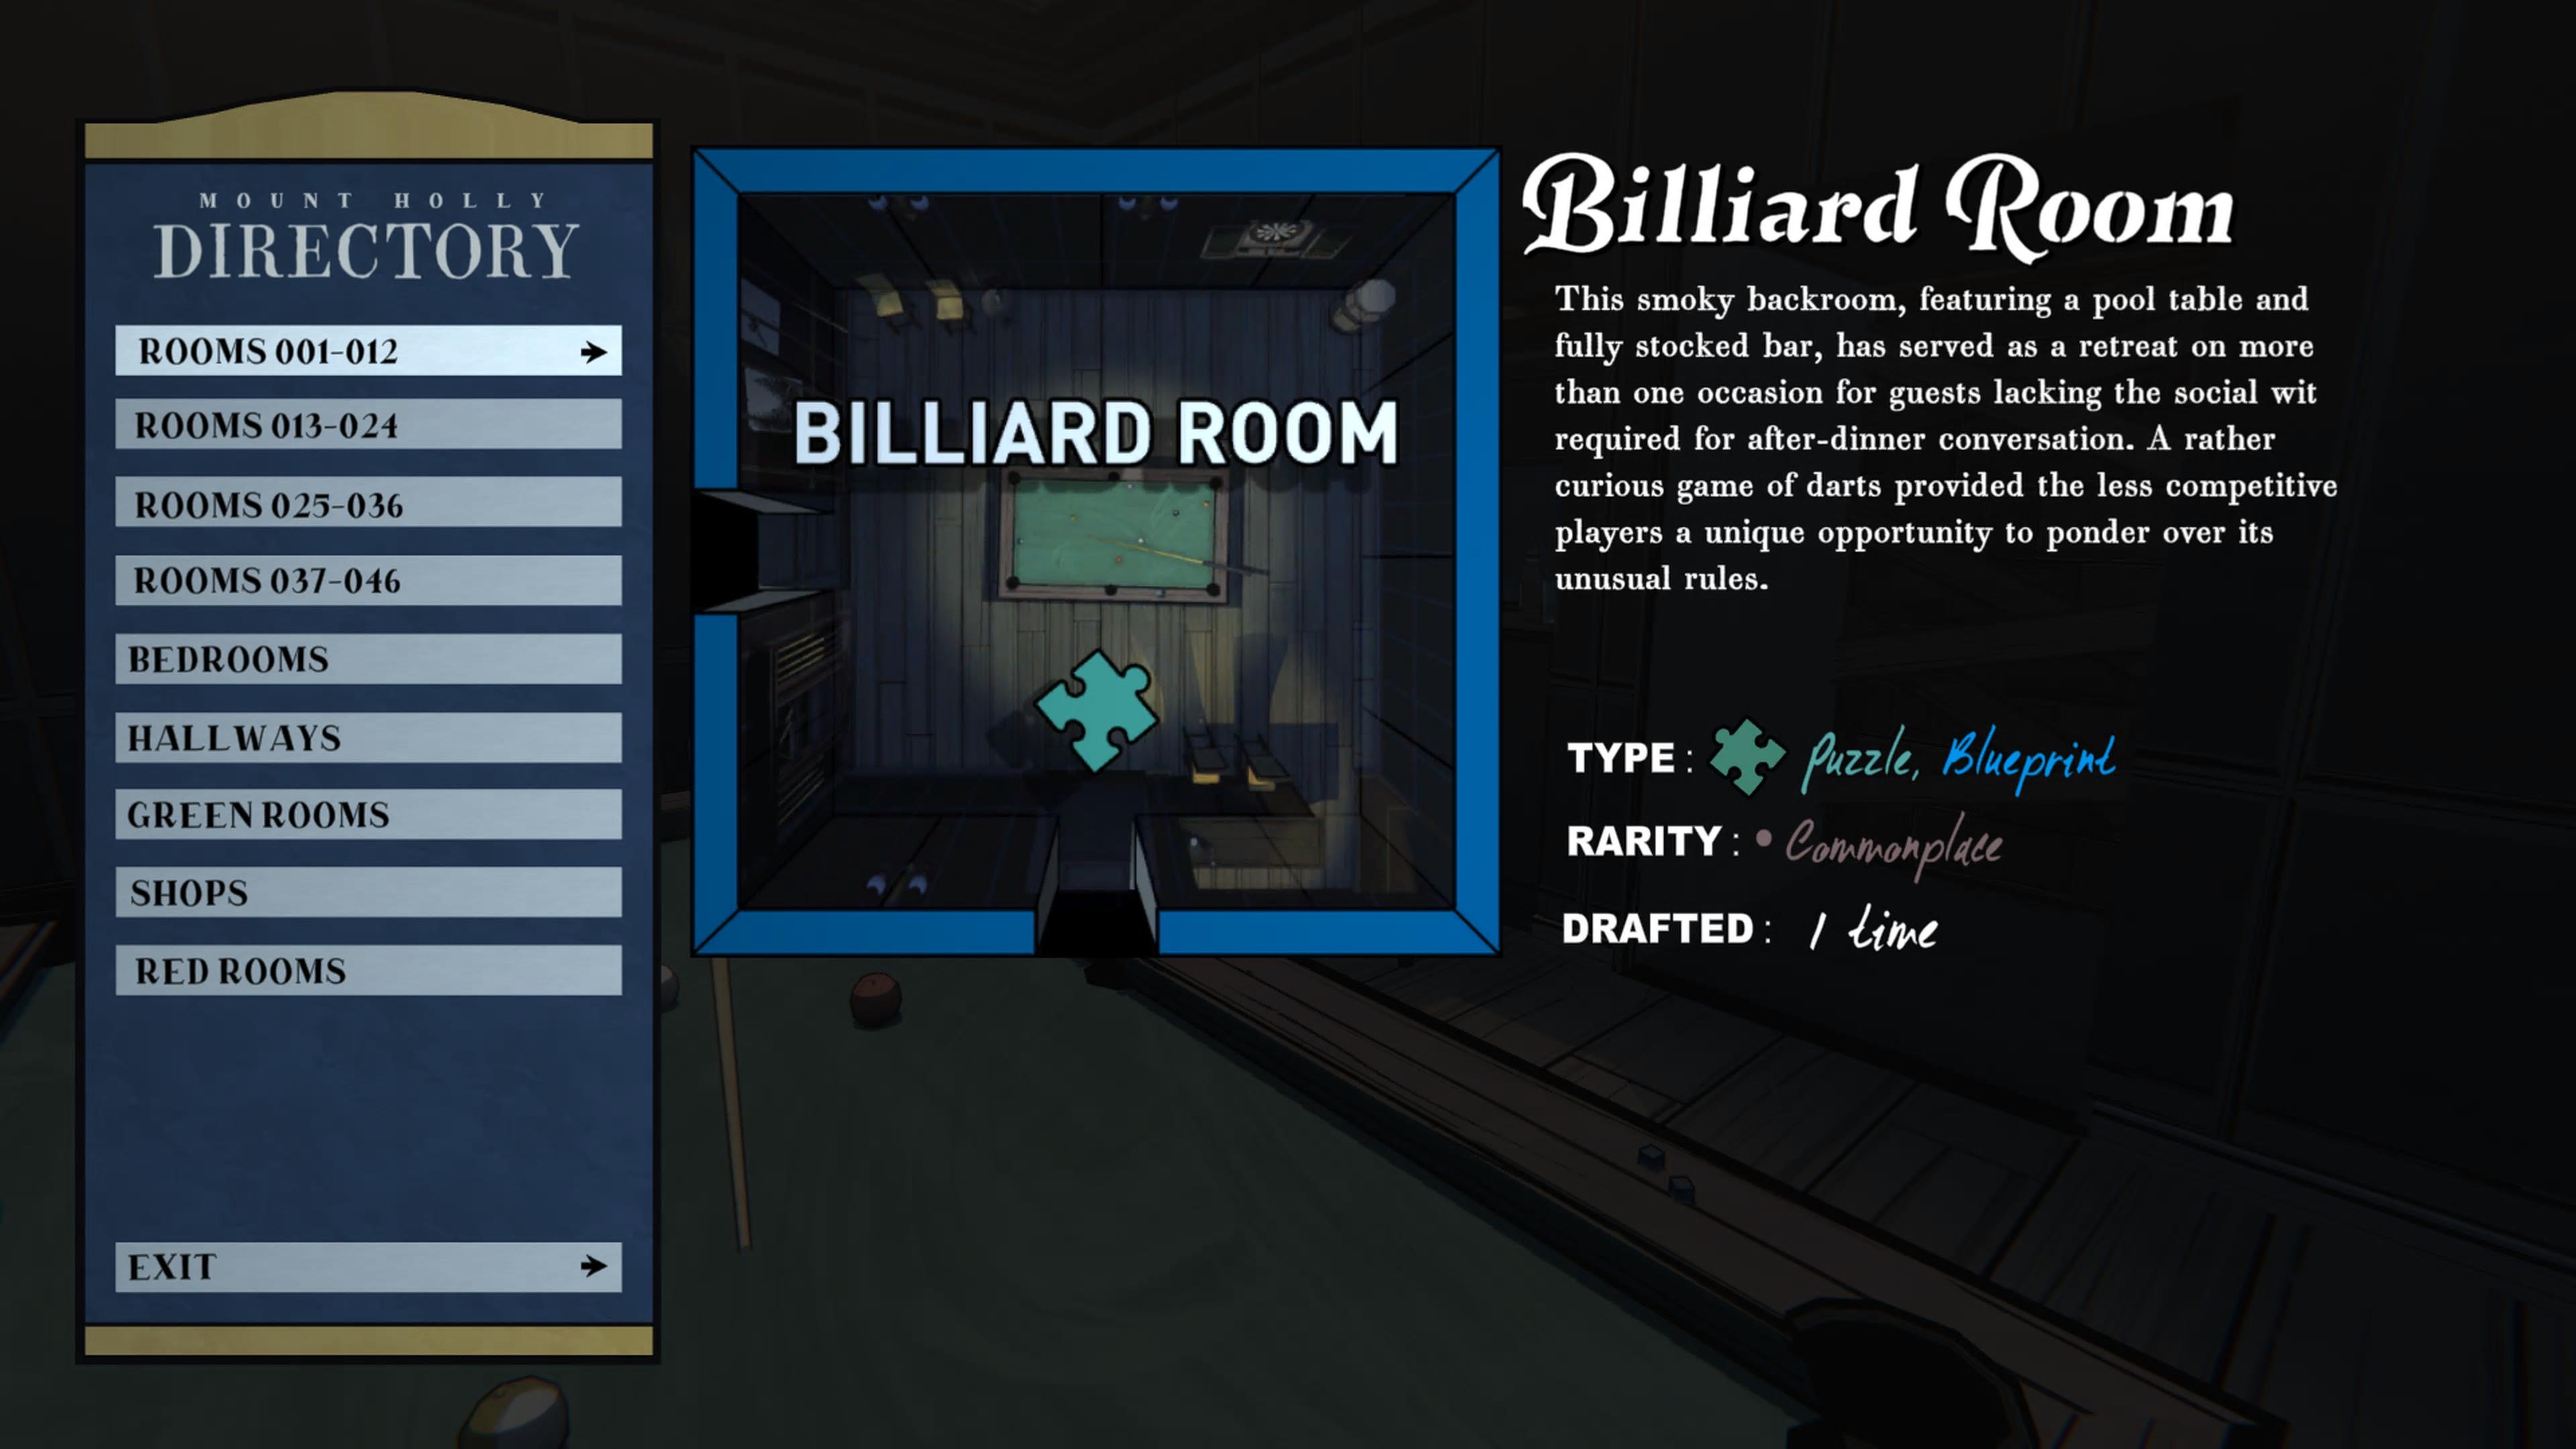 MOUNT HOLLY
DIRECTORY
ROOMS 001-012
ROOMS 013-024
ROOMS 025-036
ROOMS 037-046
BEDROOMS
HALLWAYS
GREEN ROOMS
SHOPS
RED ROOMS
EXIT
BILLIARD ROOM
Billiard Room
This smoky backroom, featuring a pool table and
fully stocked bar, has served as a retreat on more
than one occasion for guests lacking the social wit
required for after-dinner conversation. A rather
curious game of darts provided the less competitive
players a unique opportunity to ponder over its
unusual rules.
TYPE : Puzzle, Blueprint
RARITY : • Commonplace
DRAFTED : 1 time